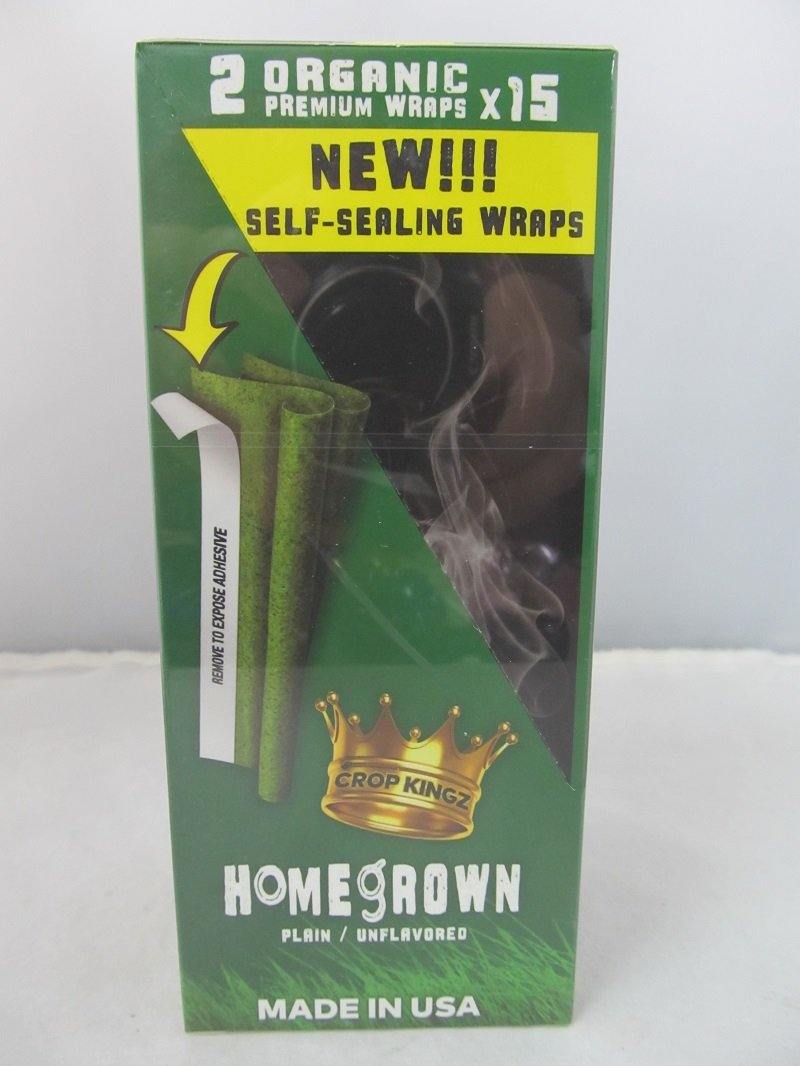 2 ORGANIC
PREMIUM WRAPS x15
NEW!!!
SELF-SEALING WRAPS
REMOVE TO EXPOSE ADHESIVE
CROP KINGZ
HOMEgROWN
PLAIN / UNFLAVORED
MADE IN USA